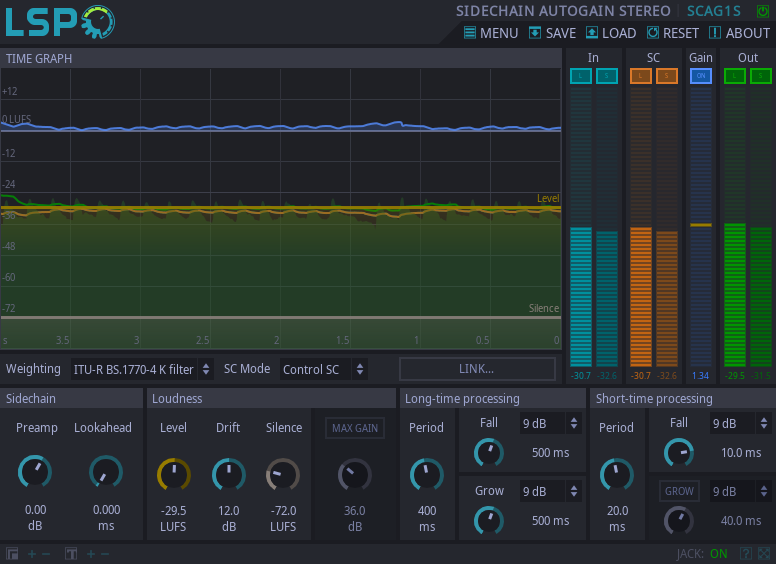 LSP
SIDECHAIN AUTOGAIN STEREO SCAG1S
MENU SAVE LOAD RESET ABOUT
TIME GRAPH
In SC Gain Out
L S L S ON L S
+12
0 LUFS
-12
-24
Level
-36
-48
-60
-72
Silence
s 3.5 3 2.5 2 1.5 1 0.5 0
-30.7 -32.6 -30.7 -32.6 1.34 -29.5 -31.5
Weighting ITU-R BS.1770-4 K filter SC Mode Control SC LINK...
Sidechain Loudness Long-time processing Short-time processing
Preamp Lookahead
0.00 dB
0.000 ms
Level Drift Silence MAX GAIN
-29.5 LUFS
12.0 dB
-72.0 LUFS
36.0 dB
Period
400 ms
Fall 9 dB
500 ms
Grow 9 dB
500 ms
Period
20.0 ms
Fall 9 dB
10.0 ms
GROW 9 dB
40.0 ms
+ − T + − JACK: ON ?